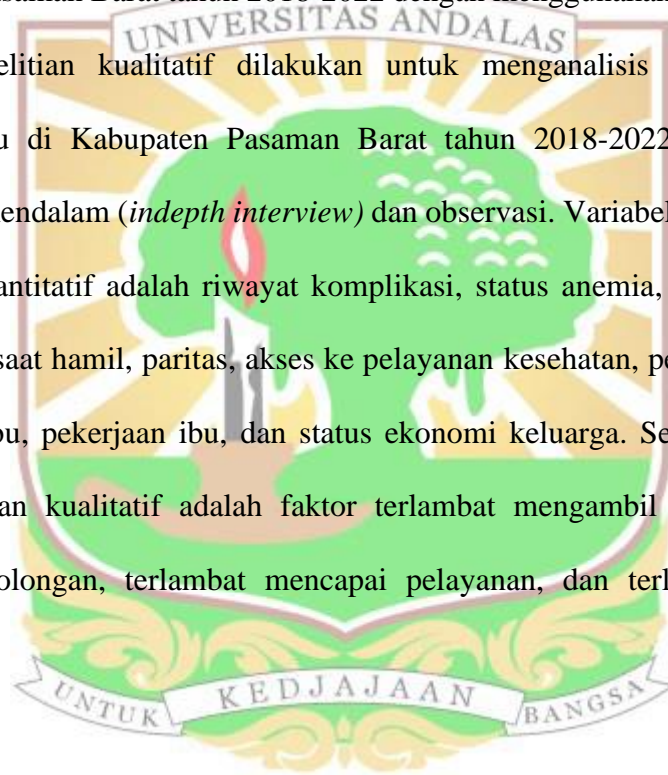 Pasaman Barat tahun 2018-2022 dengan menggunakan
UNIVERSITAS ANDALAS
elitian kualitatif dilakukan untuk menganalisis
u di Kabupaten Pasaman Barat tahun 2018-2022
endalam (indepth interview) dan observasi. Variabel
antitatif adalah riwayat komplikasi, status anemia,
saat hamil, paritas, akses ke pelayanan kesehatan, pe
bu, pekerjaan ibu, dan status ekonomi keluarga. Se
an kualitatif adalah faktor terlambat mengambil
olongan, terlambat mencapai pelayanan, dan terl
UNTUK KEDJAJAAN BANGSA